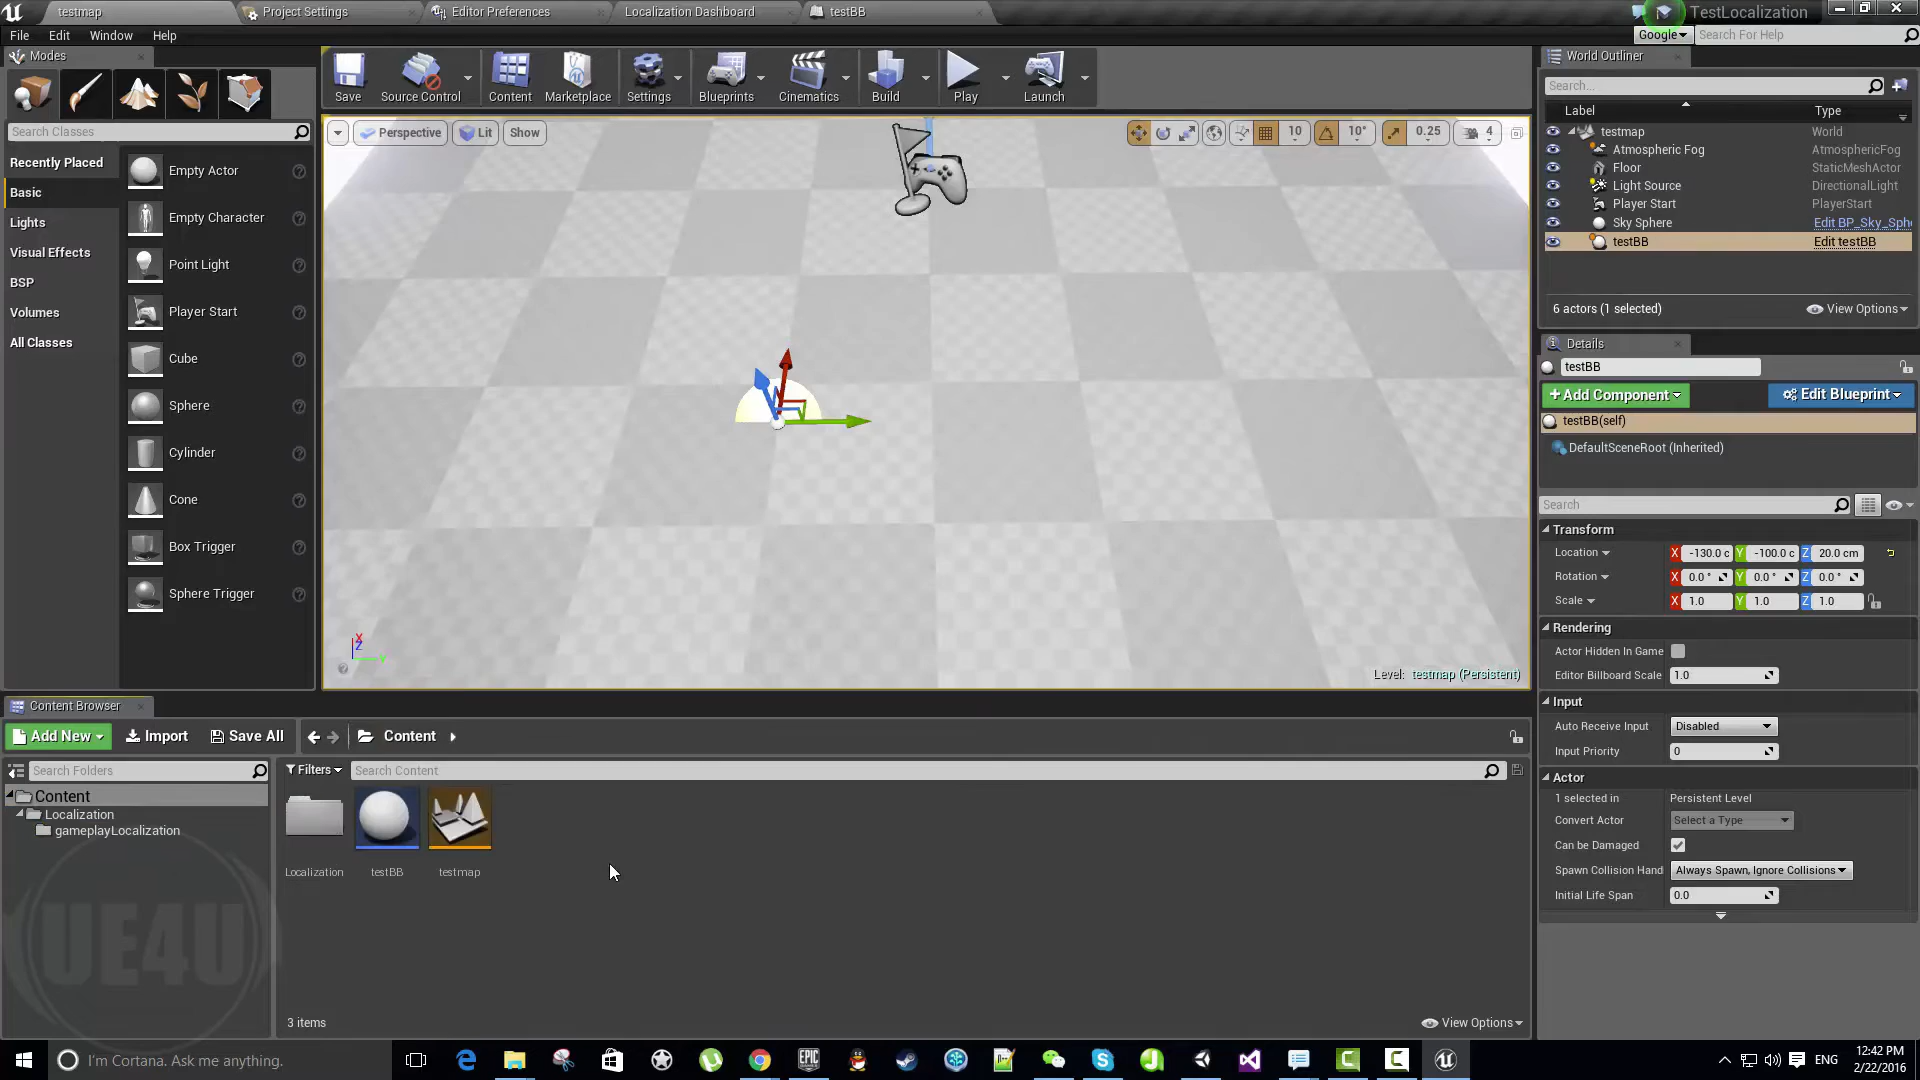 testmap
Project Settings
Editor Preferences
Localization Dashboard
testBB
TestLocalization
File
Edit
Window
Help
Google
Search For Help
Modes
Save
Source Control
Content
Marketplace
Settings
Blueprints
Cinematics
Build
Play
Launch
Search Classes
Recently Placed
Basic
Lights
Visual Effects
BSP
Volumes
All Classes
Empty Actor
Empty Character
Point Light
Player Start
Cube
Sphere
Cylinder
Cone
Box Trigger
Sphere Trigger
Perspective
Lit
Show
10
10°
0.25
4
X
Z
Y
Level: testmap (Persistent)
World Outliner
Search...
Label Type
testmap World
Atmospheric Fog AtmosphericFog
Floor StaticMeshActor
Light Source DirectionalLight
Player Start PlayerStart
Sky Sphere Edit BP_Sky_Sph
testBB Edit testBB
6 actors (1 selected)
View Options
Details
testBB
+Add Component
Edit Blueprint
testBB(self)
DefaultSceneRoot (Inherited)
Search
Transform
Location X -130.0 c Y -100.0 c Z 20.0 cm
Rotation X 0.0 ° Y 0.0 ° Z 0.0 °
Scale X 1.0 Y 1.0 Z 1.0
Rendering
Actor Hidden In Game
Editor Billboard Scale 1.0
Input
Auto Receive Input Disabled
Input Priority 0
Actor
1 selected in Persistent Level
Convert Actor Select a Type
Can be Damaged
Spawn Collision Hand Always Spawn, Ignore Collisions
Initial Life Span 0.0
Content Browser
Add New
Import
Save All
Content
Search Folders
Filters
Search Content
Content
Localization
gameplayLocalization
Localization
testBB
testmap
UE4U
3 items
View Options
I'm Cortana. Ask me anything.
EPIC
GAMES
ENG
12:42 PM
2/22/2016